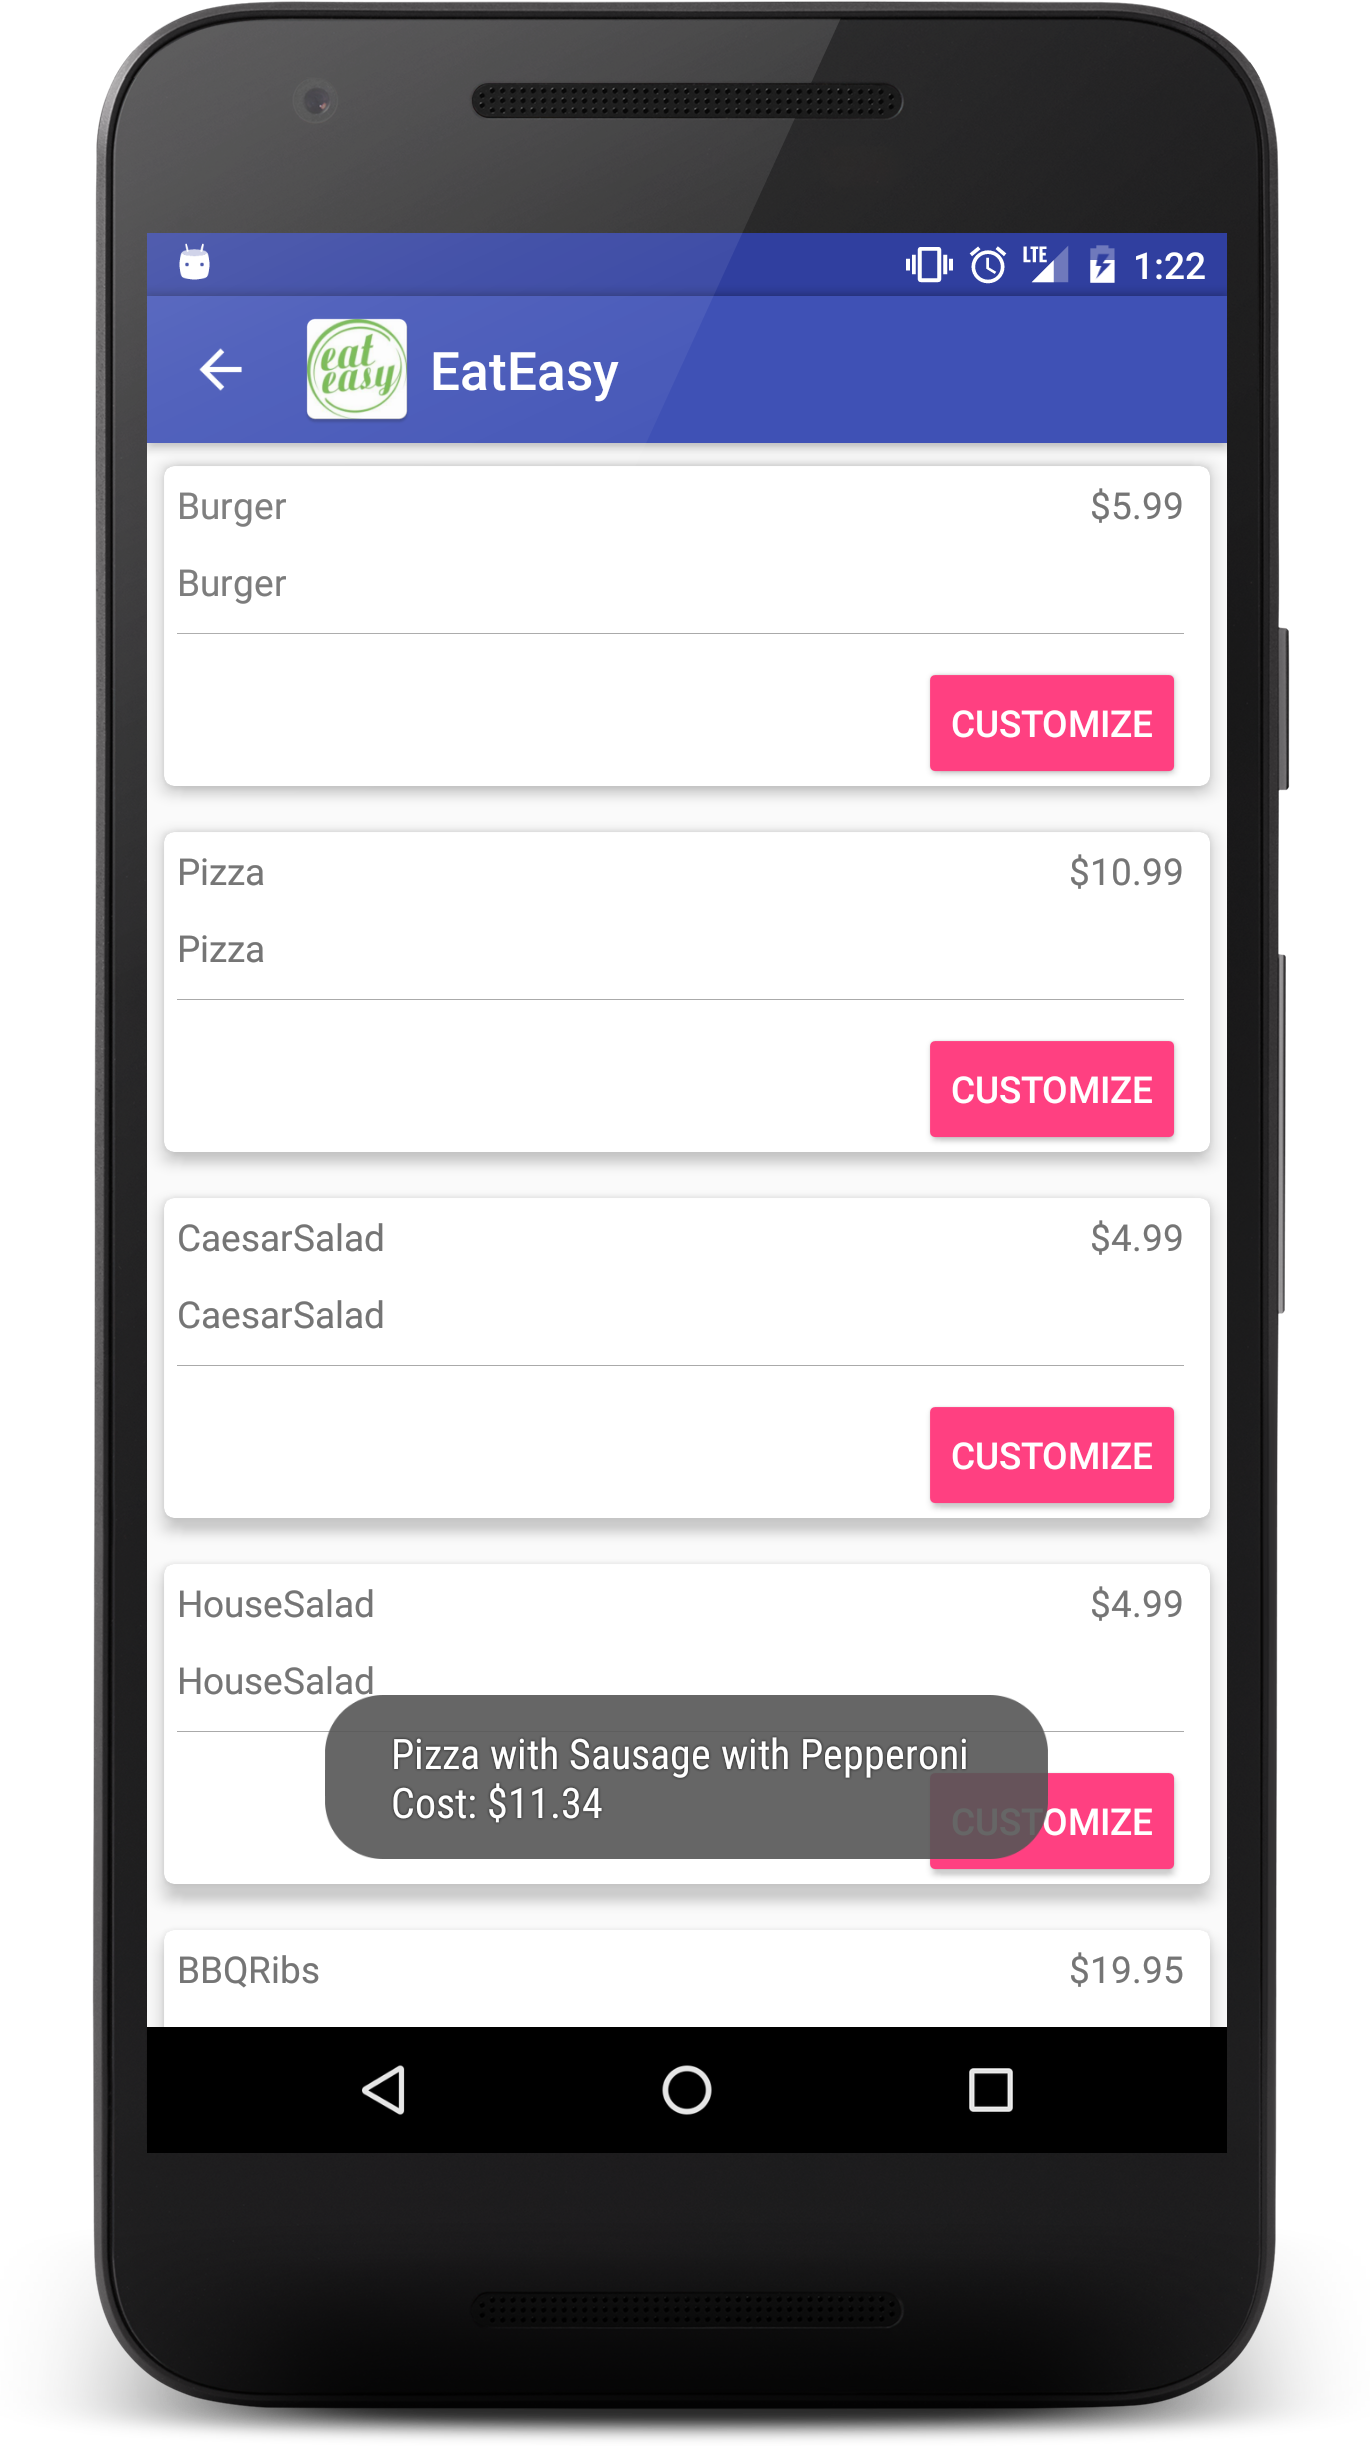 LTE 1:22
eat
easy
EatEasy
Burger $5.99
Burger
CUSTOMIZE
Pizza $10.99
Pizza
CUSTOMIZE
CaesarSalad $4.99
CaesarSalad
CUSTOMIZE
HouseSalad $4.99
HouseSalad
Pizza with Sausage with Pepperoni
Cost: $11.34
CUSTOMIZE
BBQRibs $19.95